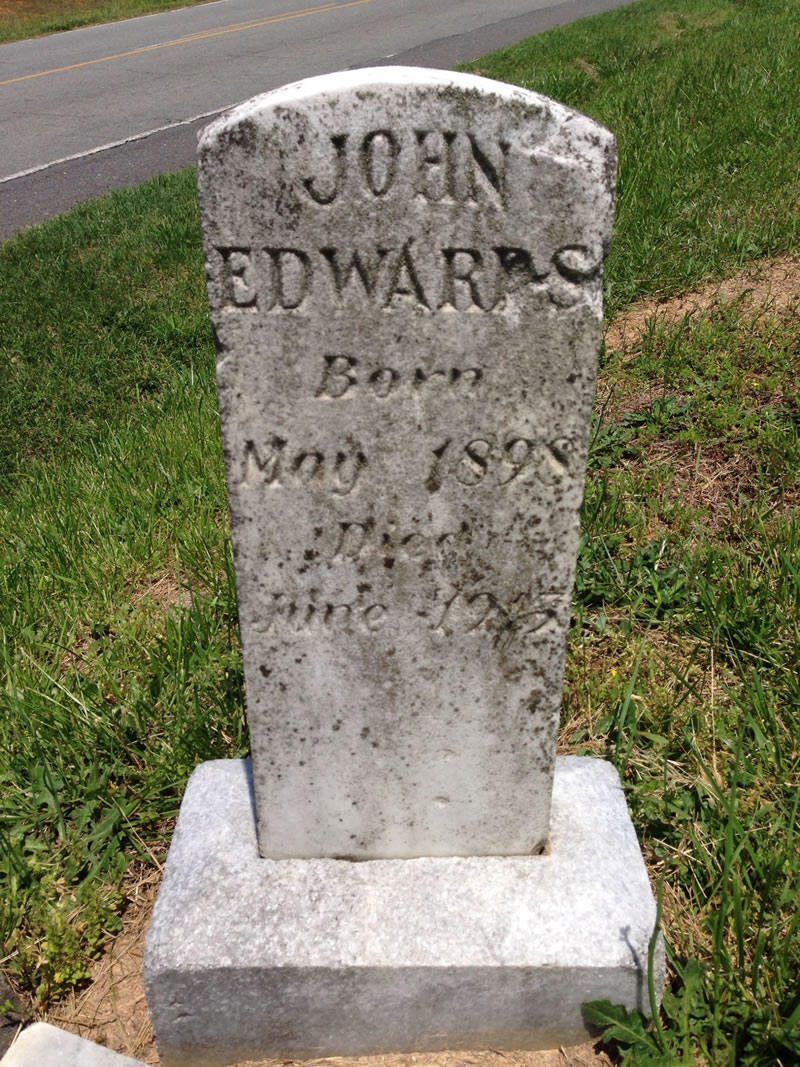 JOHN
EDWARDS
Born
May 1898
Died
June